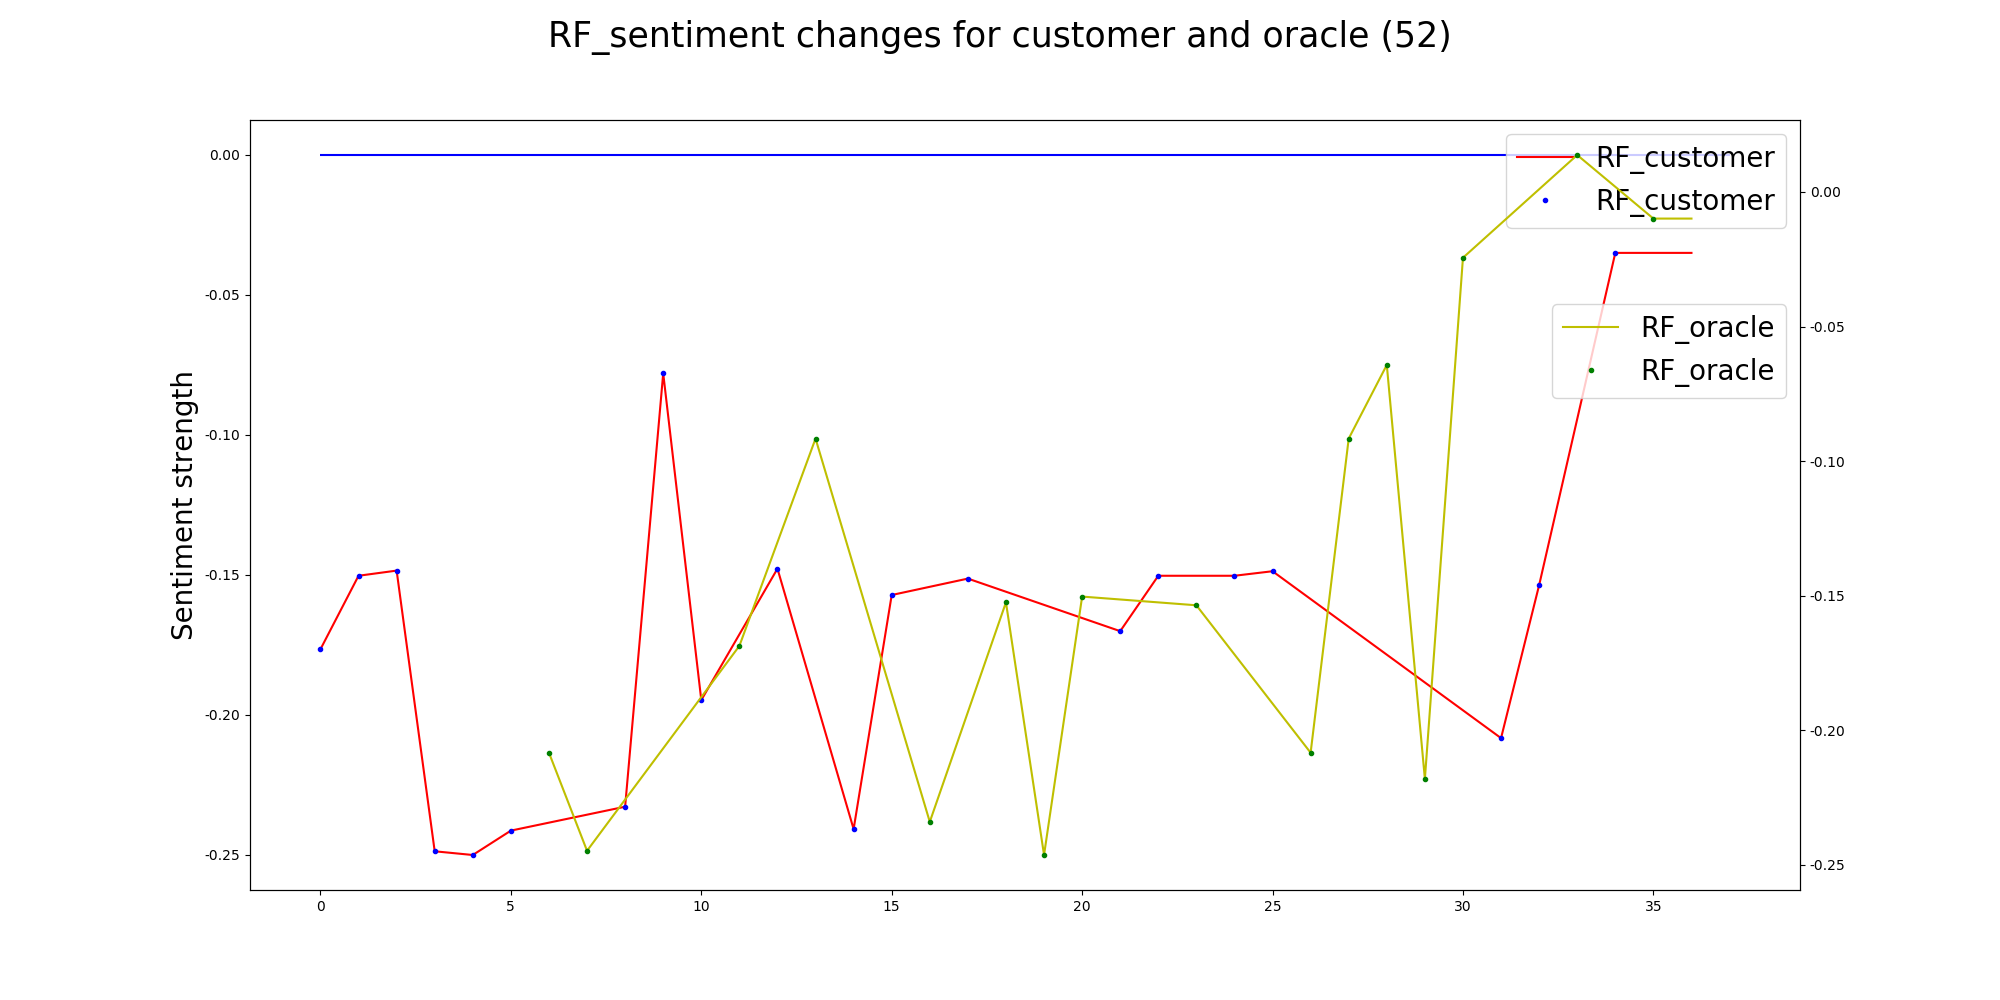 RF_sentiment changes for customer and oracle (52)
Sentiment strength
0.00
-0.05
-0.10
-0.15
-0.20
-0.25
0 5 10 15 20 25 30 35
0.00
-0.05
-0.10
-0.15
-0.20
-0.25
RF_customer
RF_customer
RF_oracle
RF_oracle